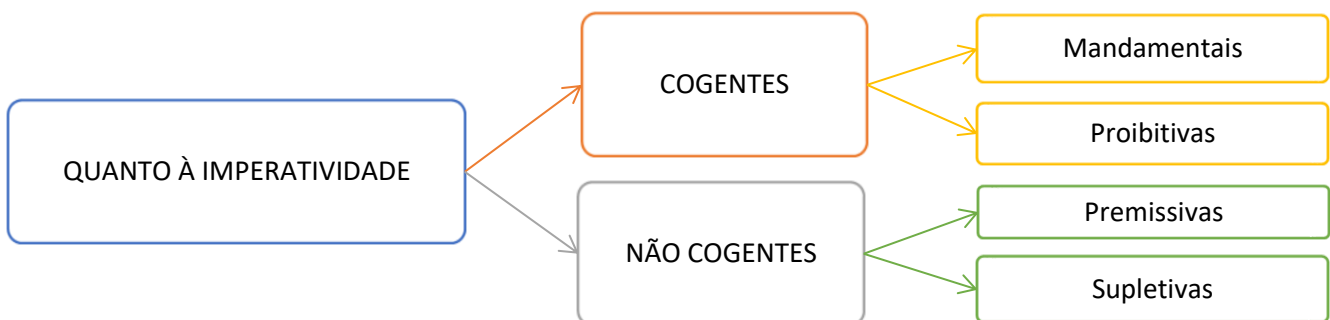 QUANTO À IMPERATIVIDADE
COGENTES
Mandamentais
Proibitivas
NÃO COGENTES
Premissivas
Supletivas